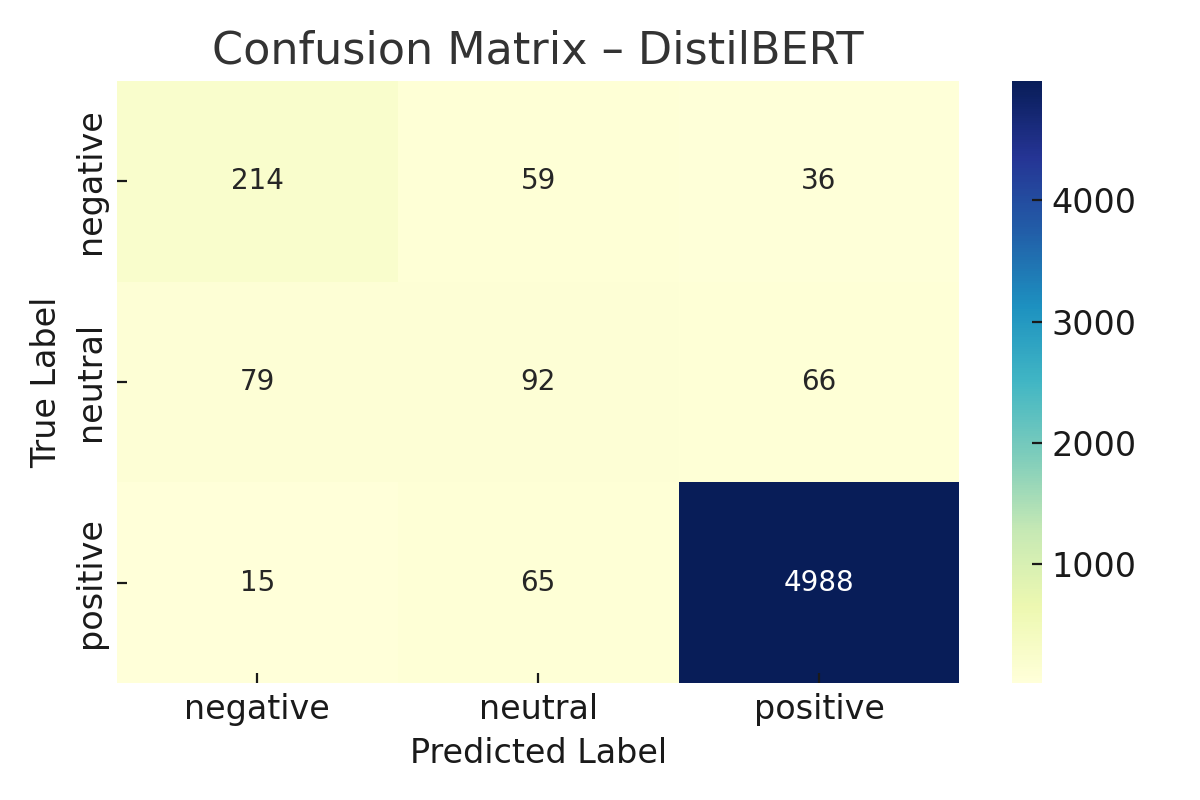 Confusion Matrix – DistilBERT
True Label
negative
214 59 36
neutral
79 92 66
positive
15 65 4988
negative neutral positive
Predicted Label
4000
3000
2000
1000